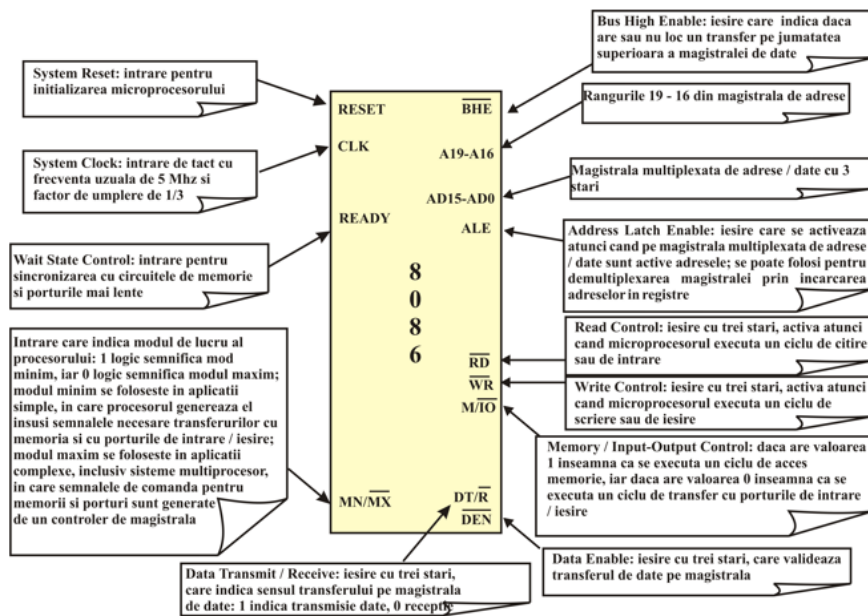 Bus High Enable: iesire care indica daca
are sau nu loc un transfer pe jumatatea
superioara a magistralei de date
System Reset: intrare pentru
initializarea microprocesorului
RESET
BHE
Rangurile 19 - 16 din magistrala de adrese
CLK
A19-A16
System Clock: intrare de tact cu
frecventa uzuala de 5 Mhz si
factor de umplere de 1/3
Magistrala multiplexata de adrese / date cu 3
stari
AD15-AD0
READY
ALE
Address Latch Enable: iesire care se activeaza
atunci cand pe magistrala multiplexata de adrese
/ date sunt active adresele; se poate folosi pentru
demultiplexarea magistralei prin incarcarea
adreselor in registre
Wait State Control: intrare pentru
sincronizarea cu circuitele de memorie
si porturile mai lente
8
0
8
6
Intrare care indica modul de lucru al
procesorului: 1 logic semnifica mod
minim, iar 0 logic semnifica modul maxim;
modul minim se foloseste in aplicatii
simple, in care procesorul genereaza el
insusi semnalele necesare transferurilor cu
memoria si cu porturile de intrare / iesire;
modul maxim se foloseste in aplicatii
complexe, inclusiv sisteme multiprocesor,
in care semnalele de comanda pentru
memorii si porturi sunt generate
de un controler de magistrala
Read Control: iesire cu trei stari, activa atunci
cand microprocesorul executa un ciclu de citire
sau de intrare
RD
WR
Write Control: iesire cu trei stari, activa atunci
cand microprocesorul executa un ciclu de
scriere sau de iesire
M/IO
Memory / Input-Output Control: daca are valoarea
1 inseamna ca se executa un ciclu de acces
memorie, iar daca are valoarea 0 inseamna ca se
executa un ciclu de transfer cu porturile de intrare
/ iesire
MN/MX
DT/R
DEN
Data Enable: iesire cu trei stari, care valideaza
transferul de date pe magistrala
Data Transmit / Receive: iesire cu trei stari,
care indica sensul transferului pe magistrala
de date: 1 indica transmisie date, 0 receptie